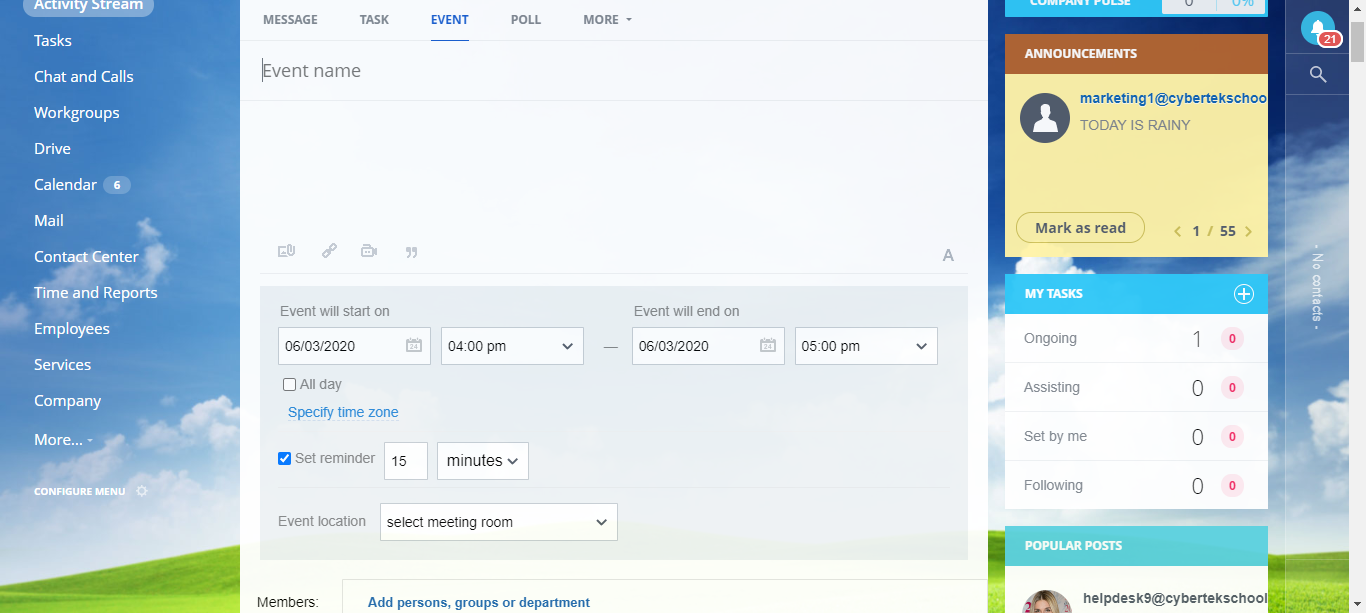 Activity Stream
Tasks
Chat and Calls
Workgroups
Drive
Calendar 6
Mail
Contact Center
Time and Reports
Employees
Services
Company
More...
CONFIGURE MENU
MESSAGE TASK EVENT POLL MORE
Event name
A
Event will start on
Event will end on
06/03/2020 24 04:00 pm — 06/03/2020 24 05:00 pm
All day
Specify time zone
Set reminder 15 minutes
Event location select meeting room
Members: Add persons, groups or department
COMPANY PULSE 0 0%
ANNOUNCEMENTS
marketing1@cybertekschoo
TODAY IS RAINY
Mark as read 1 / 55
MY TASKS
Ongoing 1 0
Assisting 0 0
Set by me 0 0
Following 0 0
POPULAR POSTS
helpdesk9@cybertekschool
21
- No contacts -